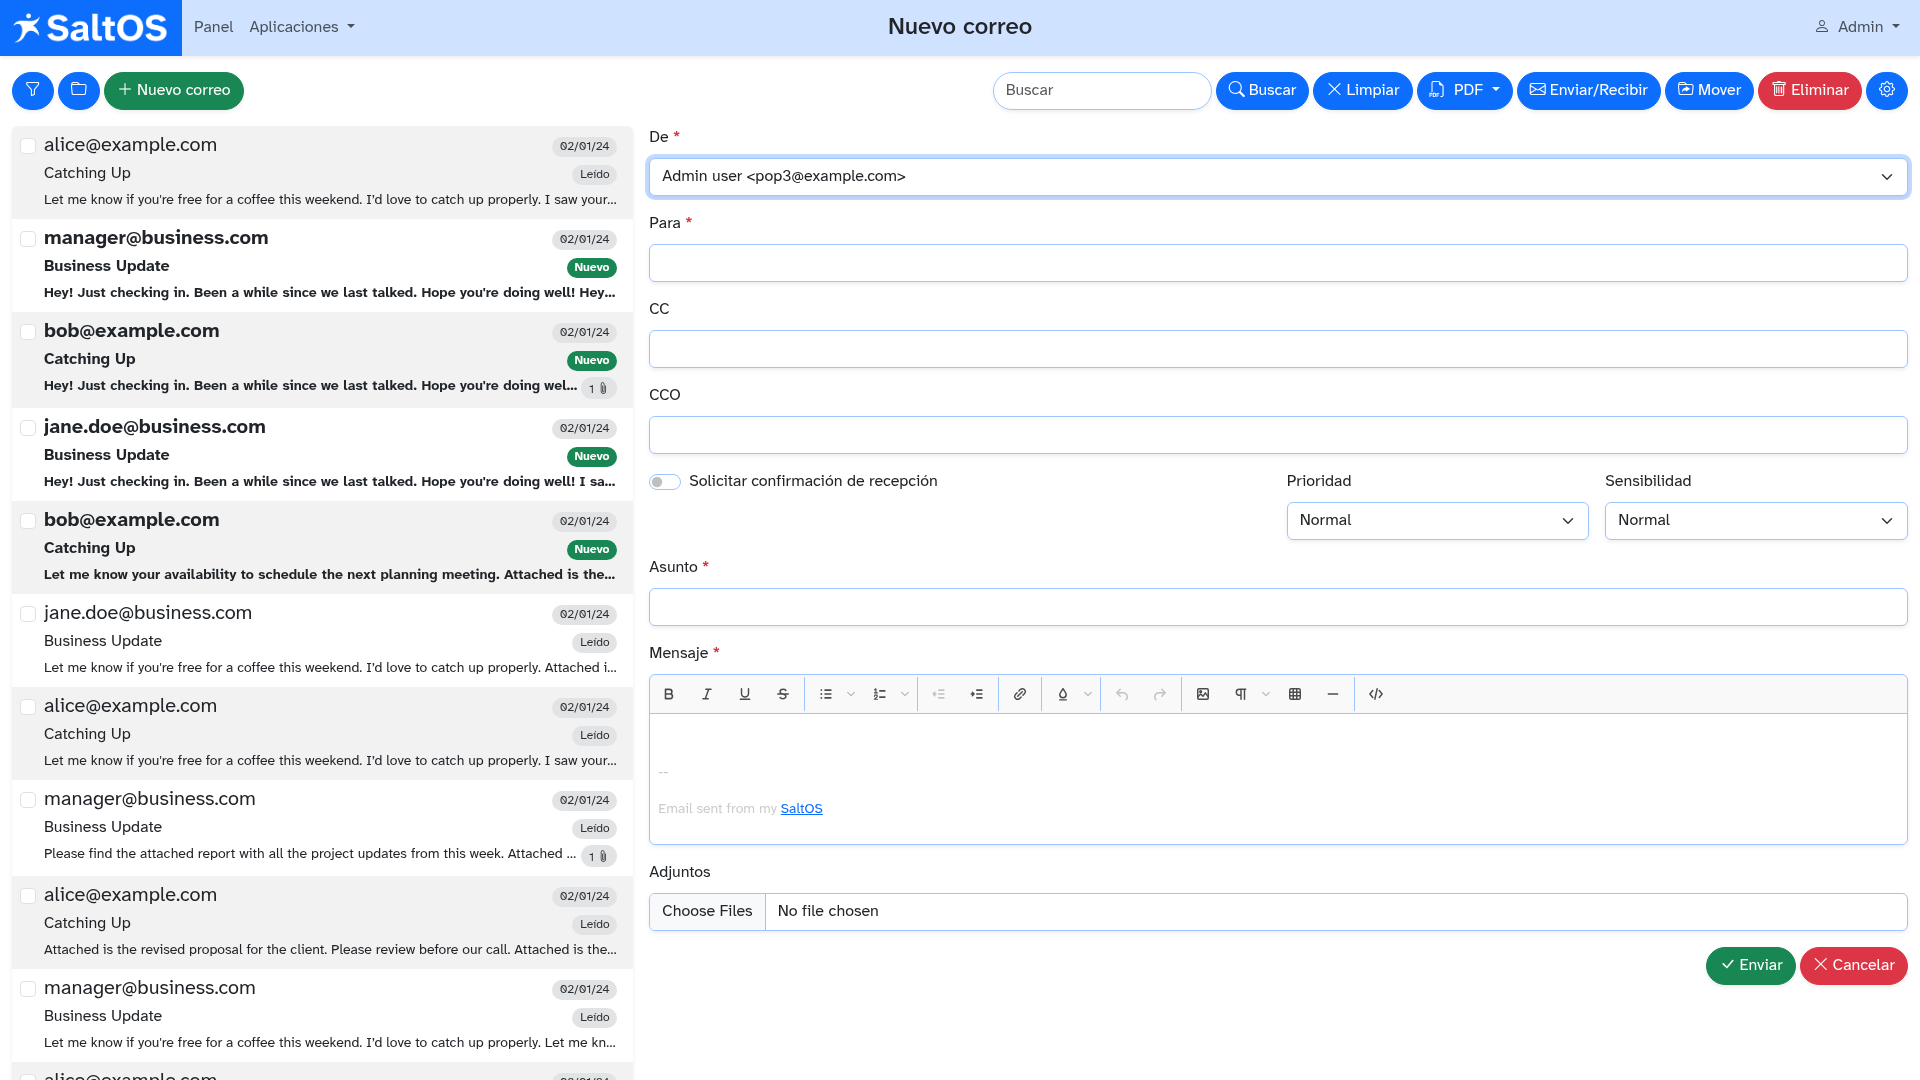 SaltOS
Panel
Aplicaciones
Nuevo correo
Admin
Nuevo correo
Buscar
Buscar
Limpiar
PDF
Enviar/Recibir
Mover
Eliminar
alice@example.com 02/01/24
Catching Up Leído
Let me know if you're free for a coffee this weekend. I'd love to catch up properly. I saw your...
manager@business.com 02/01/24
Business Update Nuevo
Hey! Just checking in. Been a while since we last talked. Hope you're doing well! Hey...
bob@example.com 02/01/24
Catching Up Nuevo
Hey! Just checking in. Been a while since we last talked. Hope you're doing wel... 1
jane.doe@business.com 02/01/24
Business Update Nuevo
Hey! Just checking in. Been a while since we last talked. Hope you're doing well! I sa...
bob@example.com 02/01/24
Catching Up Nuevo
Let me know your availability to schedule the next planning meeting. Attached is the...
jane.doe@business.com 02/01/24
Business Update Leído
Let me know if you're free for a coffee this weekend. I'd love to catch up properly. Attached i...
alice@example.com 02/01/24
Catching Up Leído
Let me know if you're free for a coffee this weekend. I'd love to catch up properly. I saw your...
manager@business.com 02/01/24
Business Update Leído
Please find the attached report with all the project updates from this week. Attached ... 1
alice@example.com 02/01/24
Catching Up Leído
Attached is the revised proposal for the client. Please review before our call. Attached is the...
manager@business.com 02/01/24
Business Update Leído
Let me know if you're free for a coffee this weekend. I'd love to catch up properly. Let me kn...
alice@example.com 02/01/24
De *
Admin user <pop3@example.com>
Para *
CC
CCO
Solicitar confirmación de recepción
Prioridad
Normal
Sensibilidad
Normal
Asunto *
Mensaje *
--
Email sent from my SaltOS
Adjuntos
Choose Files No file chosen
Enviar
Cancelar